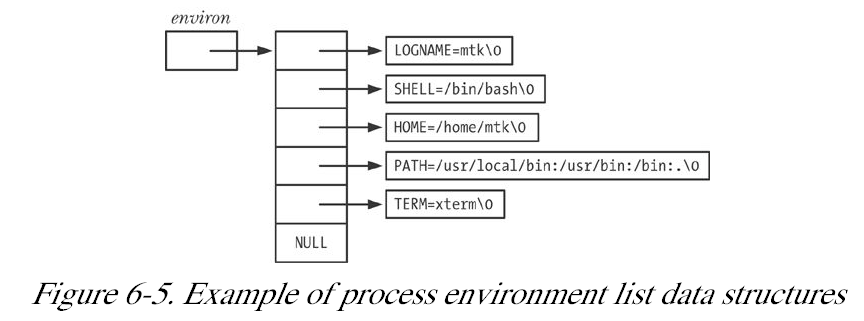 environ
LOGNAME=mtk\0
SHELL=/bin/bash\0
HOME=/home/mtk\0
PATH=/usr/local/bin:/usr/bin:/bin:.\0
TERM=xterm\0
NULL
Figure 6-5. Example of process environment list data structures